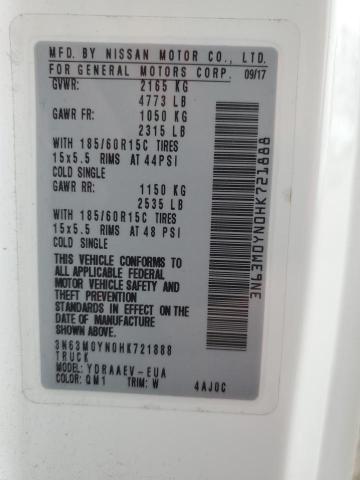 MFD. BY NISSAN MOTOR CO., LTD.
FOR GENERAL MOTORS CORP. 09/17
GVWR: 2165 KG
4773 LB
GAWR FR: 1050 KG
2315 LB
WITH 185/60R15C TIRES
15x5.5 RIMS AT 44PSI
COLD SINGLE
GAWR RR: 1150 KG
2535 LB
WITH 185/60R15C TIRES
15x5.5 RIMS AT 48 PSI
COLD SINGLE
THIS VEHICLE CONFORMS TO
ALL APPLICABLE FEDERAL
MOTOR VEHICLE SAFETY
AND THEFT PREVENTION
STANDARDS IN EFFECT ON THE
DATE OF MANUFACTURE
SHOWN ABOVE.
3N63M0YN0HK721888
TRUCK
MODEL: YDRAAEV-EUA
COLOR: QM1 TRIM: W 4AJ0C
3N63M0YN0HK721888